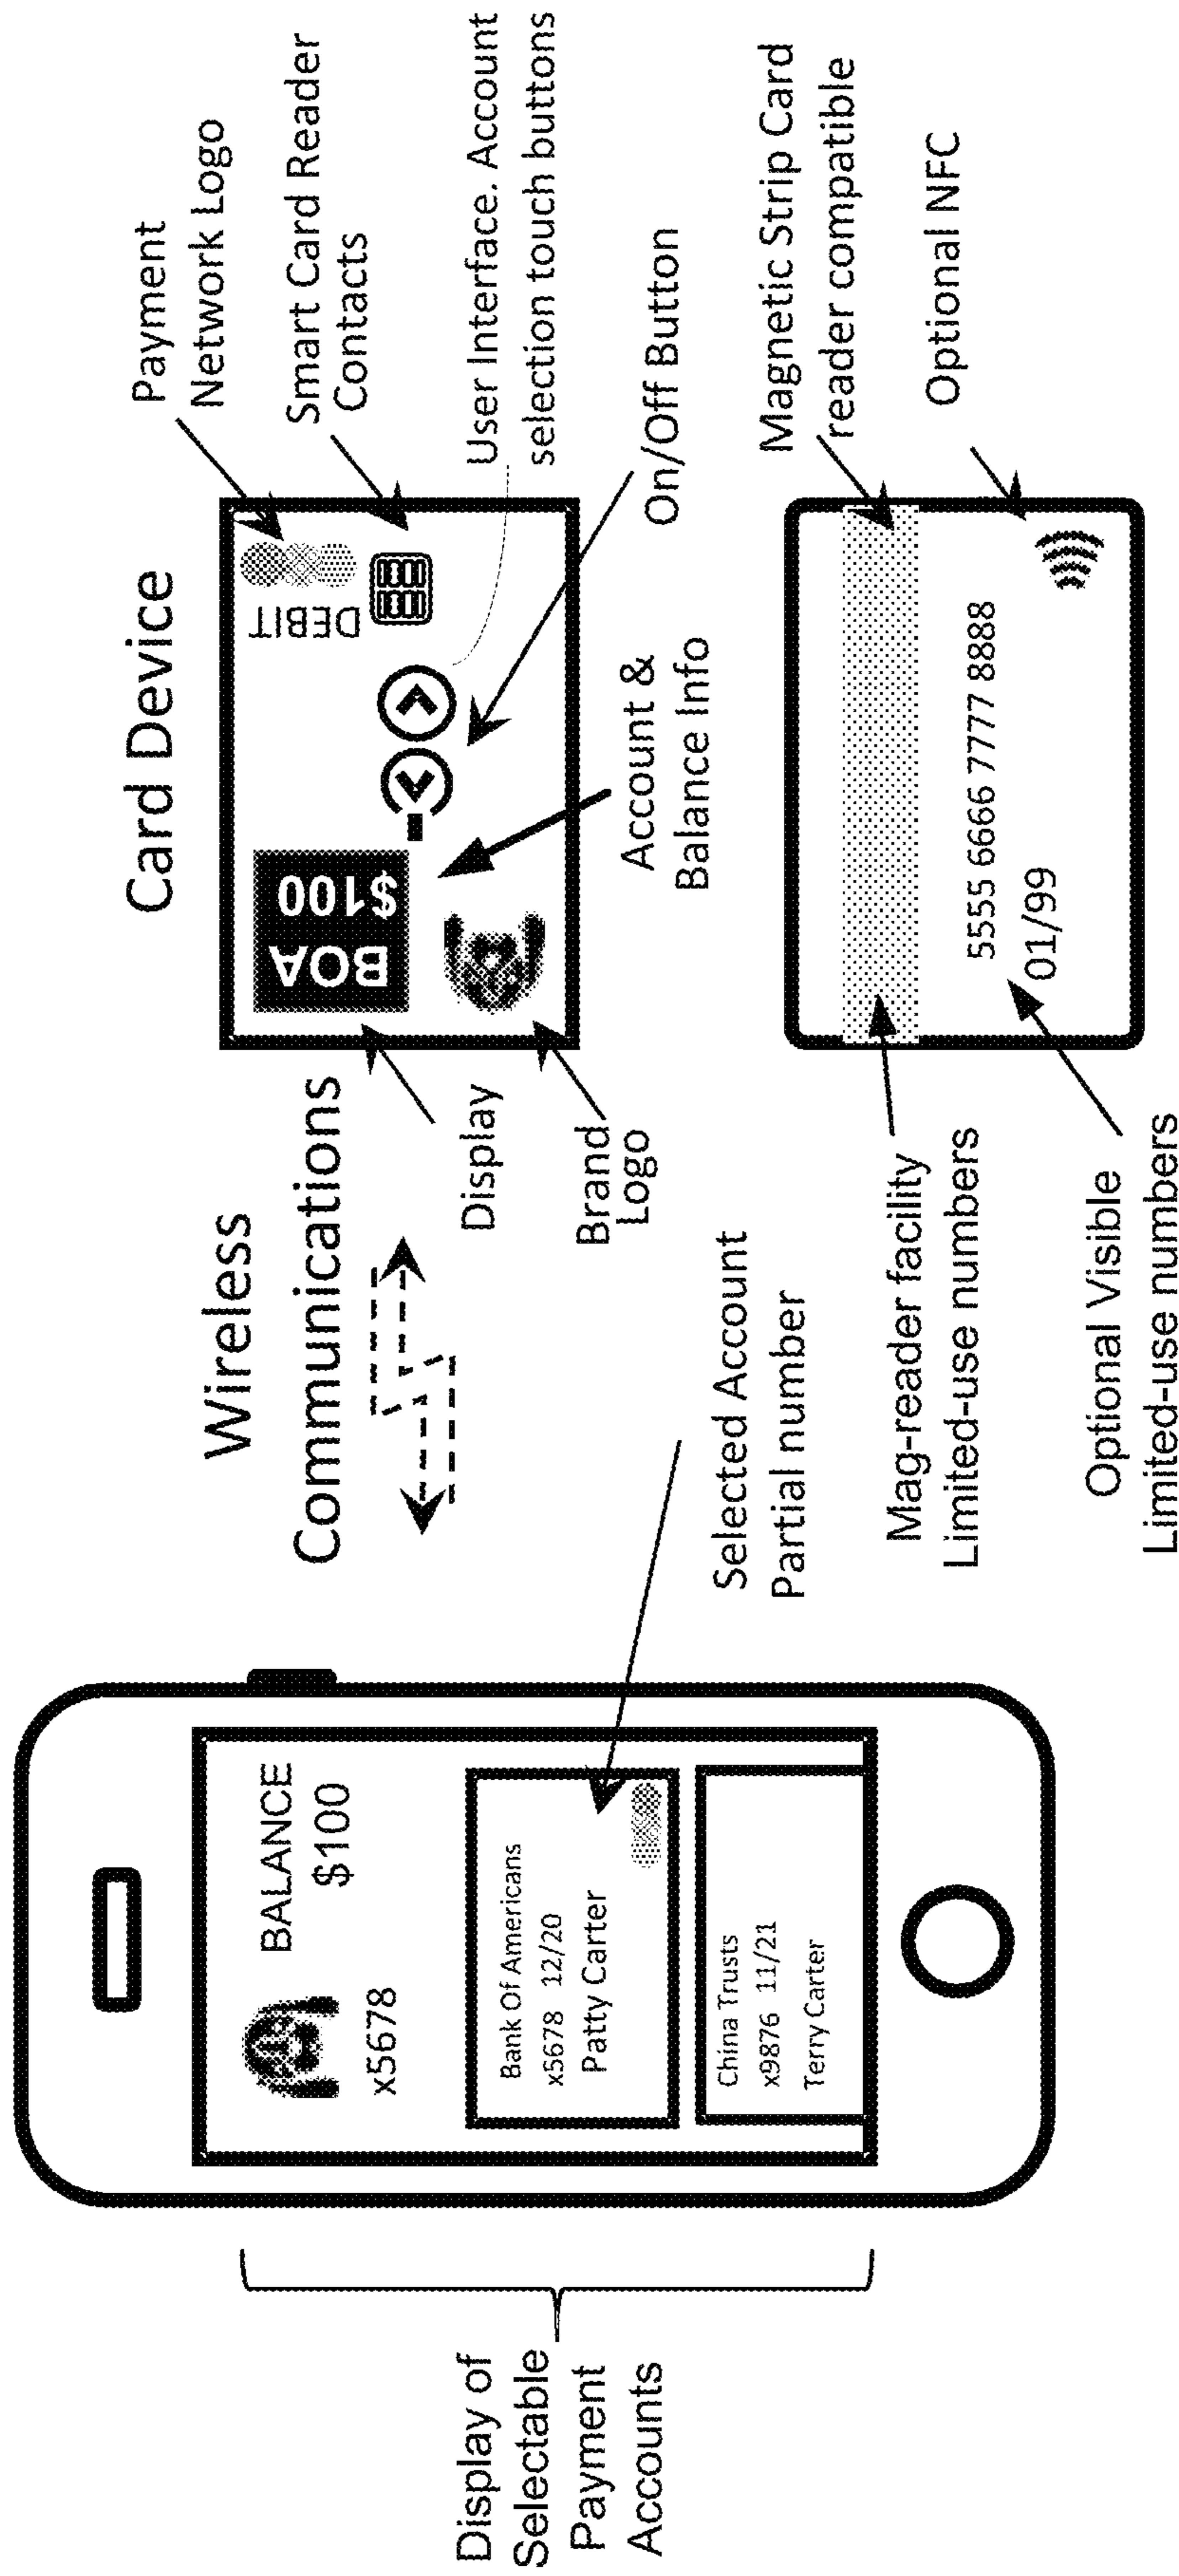 Card Device
Wireless
Communications
Payment
Network Logo
Smart Card Reader
Contacts
User Interface. Account
selection touch buttons
On/Off Button
Account &
Balance Info
Display
Brand
Logo
BOA
$100
DEBIT
Magnetic Strip Card
reader compatible
Optional NFC
5555 6666 7777 8888
01/99
Mag-reader facility
Limited-use numbers
Optional Visible
Limited-use numbers
Selected Account
Partial number
BALANCE
$100
x5678
Bank Of Americans
x5678 12/20
Patty Carter
China Trusts
x9876 11/21
Terry Carter
Display of
Selectable
Payment
Accounts